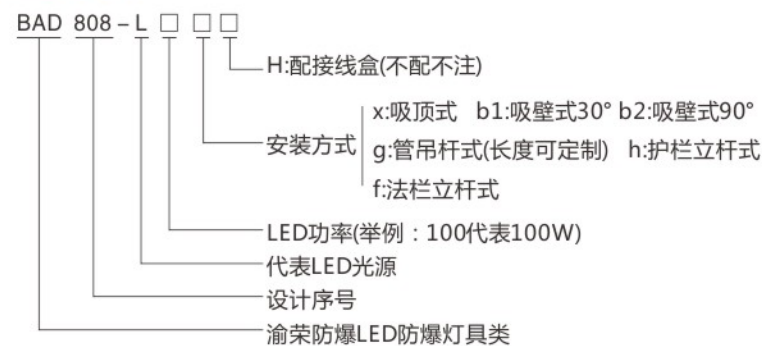 BAD 808-L□ □□
H:配接线盒(不配不注)
x:吸顶式 b1:吸壁式30° b2:吸壁式90°
安装方式
g:管吊杆式(长度可定制) h:护栏立杆式
f:法栏立杆式
LED功率(举例：100代表100W)
代表LED光源
设计序号
渝荣防爆LED防爆灯具类